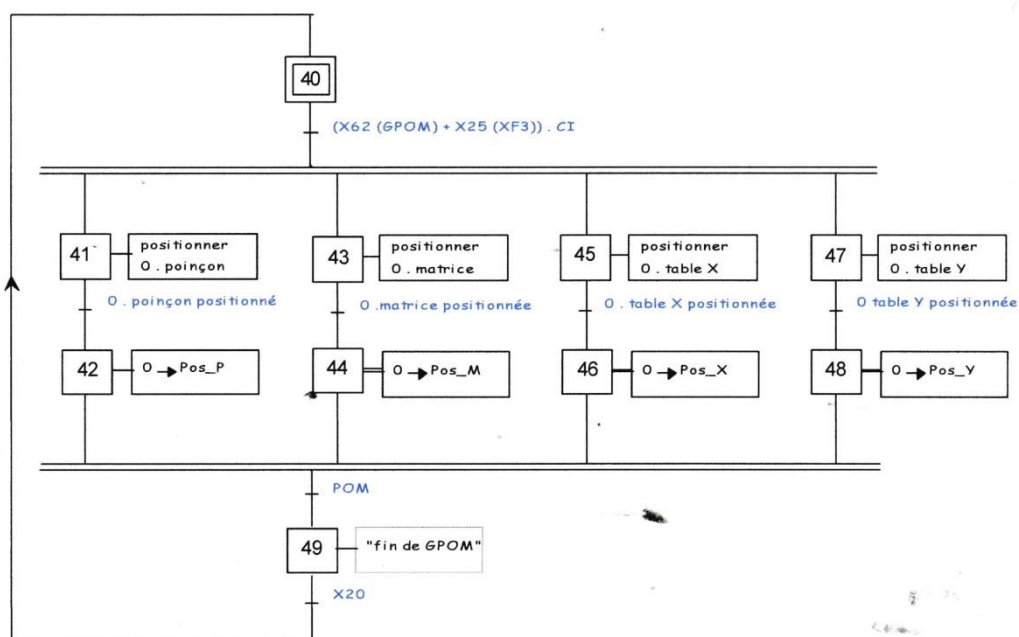 40
(X62 (GPOM) + X25 (XF3)) . CI
41
positionner
O . poinçon
43
positionner
O . matrice
45
positionner
O . table X
47
positionner
O . table Y
O . poinçon positionné
O .matrice positionnée
O . table X positionnée
O table Y positionnée
42
O → Pos_P
44
O → Pos_M
46
O → Pos_X
48
O → Pos_Y
POM
49
"fin de GPOM"
X20